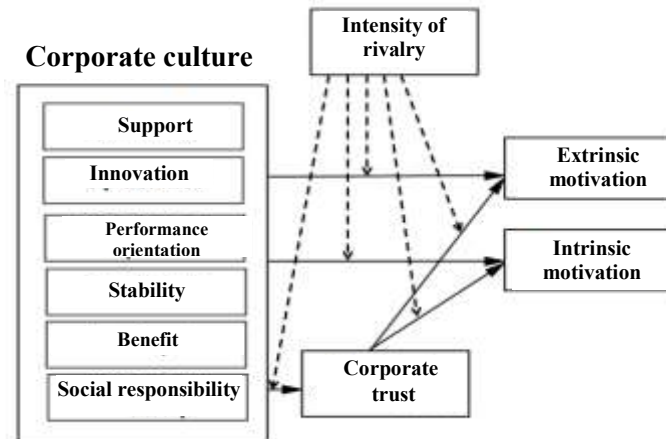 Intensity of
rivalry
Corporate culture
Support
Innovation
Performance
orientation
Stability
Benefit
Social responsibility
Extrinsic
motivation
Intrinsic
motivation
Corporate
trust